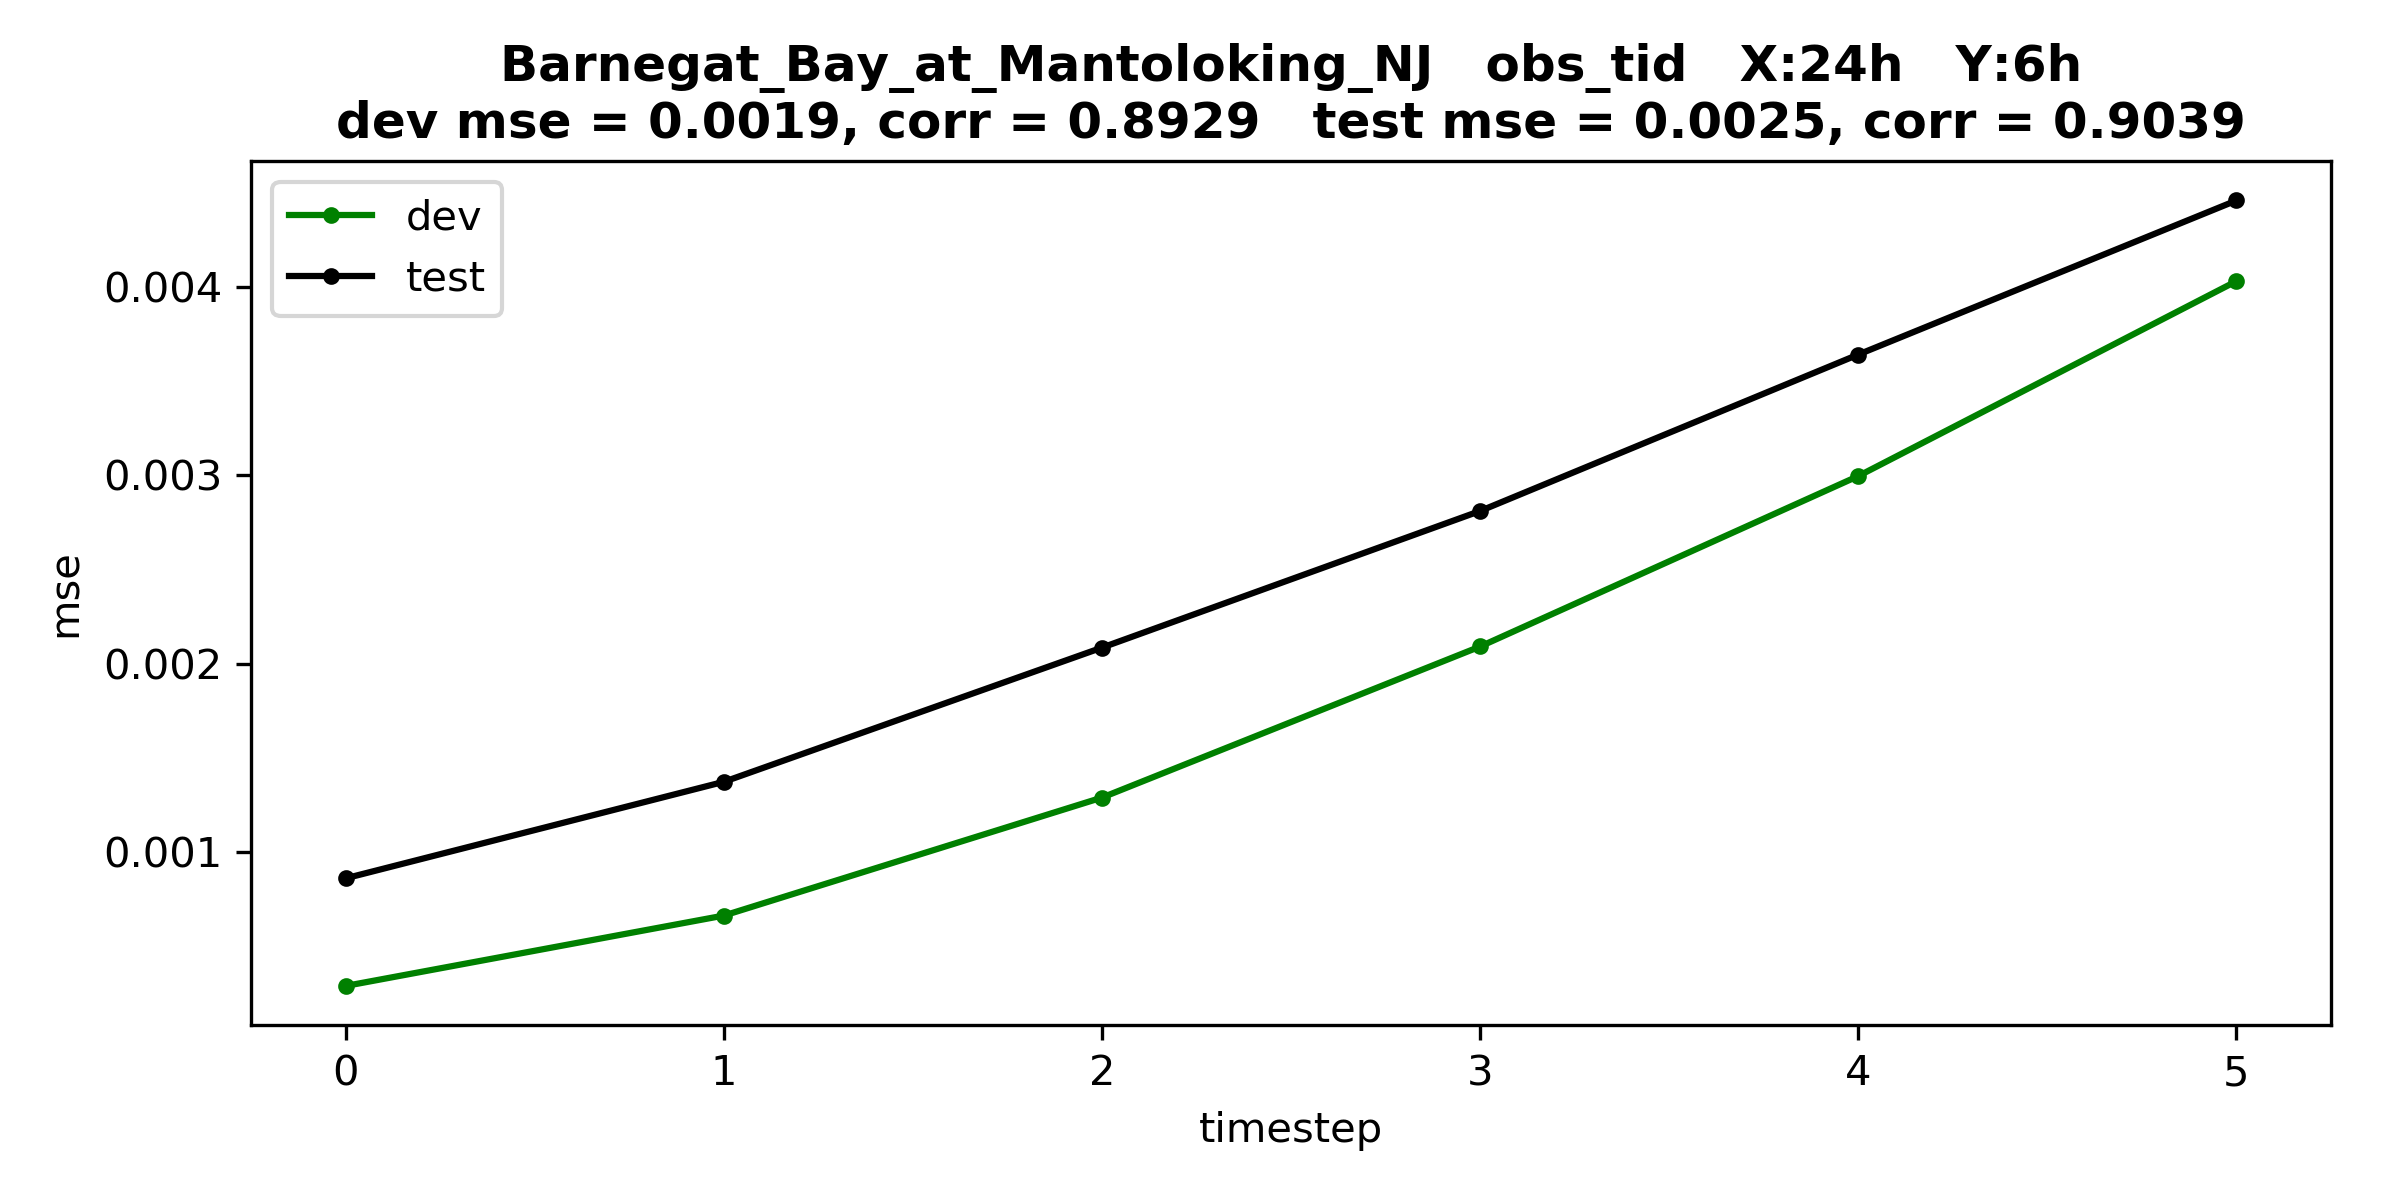 Barnegat_Bay_at_Mantoloking_NJ   obs_tid   X:24h   Y:6h
dev mse = 0.0019, corr = 0.8929   test mse = 0.0025, corr = 0.9039
dev
test
0.004
0.003
0.002
0.001
mse
0 1 2 3 4 5
timestep